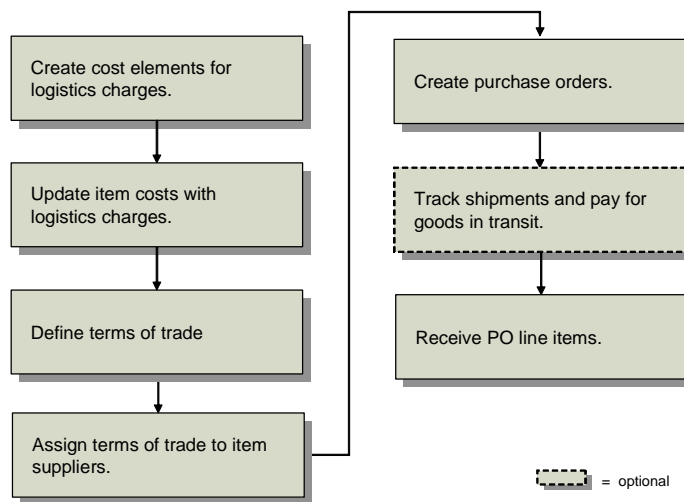 Create cost elements for
logistics charges.
Update item costs with
logistics charges.
Define terms of trade
Assign terms of trade to item
suppliers.
Create purchase orders.
Track shipments and pay for
goods in transit.
Receive PO line items.
= optional